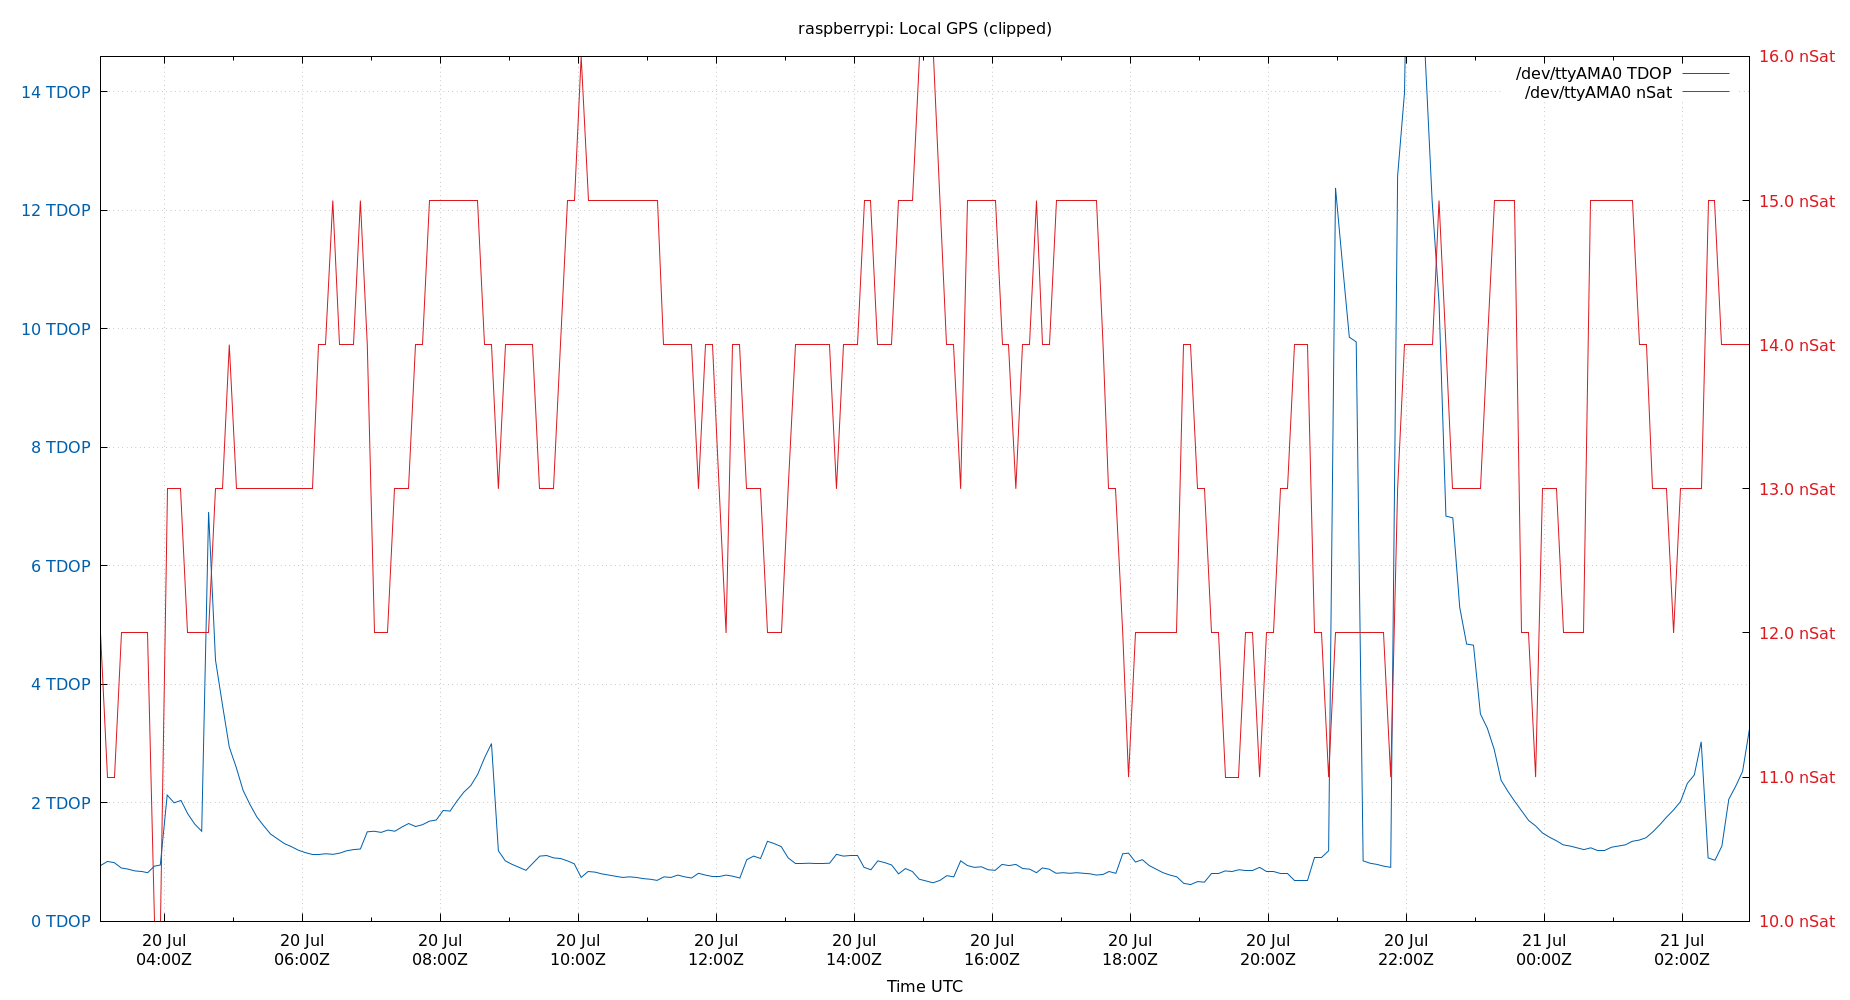 raspberrypi: Local GPS (clipped)
16.0 nSat
/dev/ttyAMA0 TDOP
14 TDOP
/dev/ttyAMA0 nSat
12 TDOP
15.0 nSat
10 TDOP
14.0 nSat
8 TDOP
13.0 nSat
6 TDOP
12.0 nSat
4 TDOP
11.0 nSat
2 TDOP
0 TDOP
10.0 nSat
20 Jul 20 Jul 20 Jul 20 Jul 20 Jul 20 Jul 20 Jul 20 Jul 20 Jul 20 Jul 21 Jul 21 Jul
04:00Z 06:00Z 08:00Z 10:00Z 12:00Z 14:00Z 16:00Z 18:00Z 20:00Z 22:00Z 00:00Z 02:00Z
Time UTC